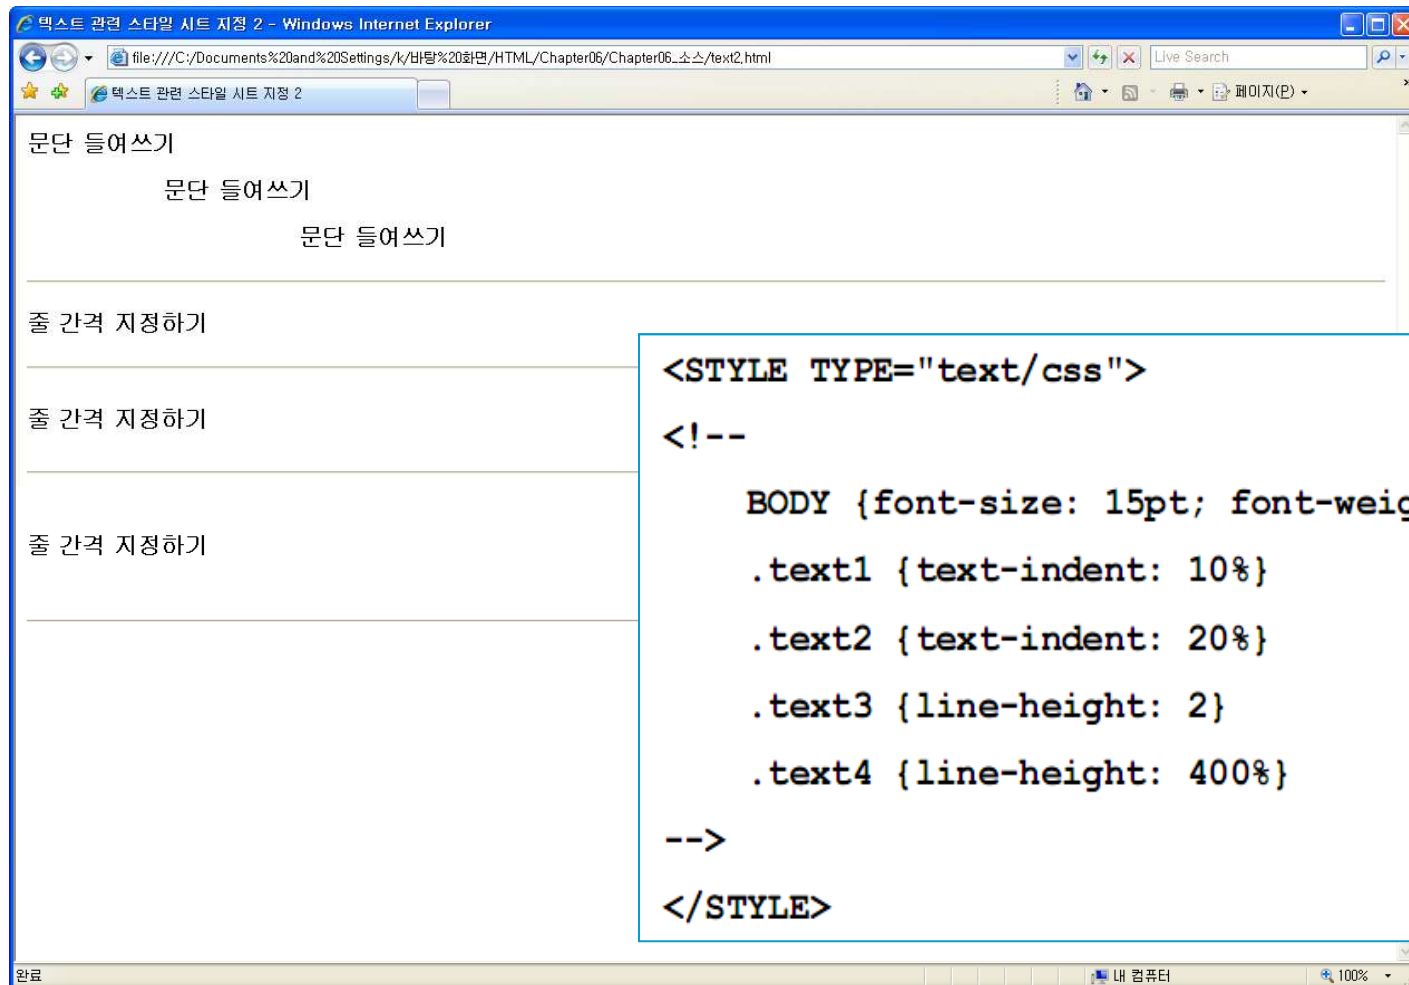 텍스트 관련 스타일 시트 지정 2 - Windows Internet Explorer
file:///C:/Documents%20and%20Settings/k/바탕%20화면/HTML/Chapter06/Chapter06_소스/text2.html
Live Search
텍스트 관련 스타일 시트 지정 2
페이지(P)
문단 들여쓰기
문단 들여쓰기
문단 들여쓰기
줄 간격 지정하기
줄 간격 지정하기
줄 간격 지정하기
<STYLE TYPE="text/css">
<!--
BODY {font-size: 15pt; font-weig
.text1 {text-indent: 10%}
.text2 {text-indent: 20%}
.text3 {line-height: 2}
.text4 {line-height: 400%}
-->
</STYLE>
완료
내 컴퓨터
100%